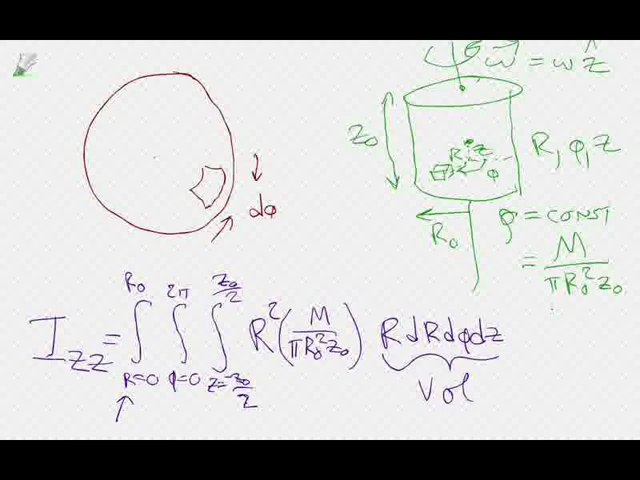 ω⃗ = ω ẑ
z₀
R z
φ
R, φ, z
dφ
R₀
ρ = CONST
= M / πR₀²z₀
I_zz = ∫_{R=0}^{R₀} ∫_{φ=0}^{2π} ∫_{z=-z₀/2}^{z₀/2} R² (M / πR₀²z₀) R dR dφ dz
Vol